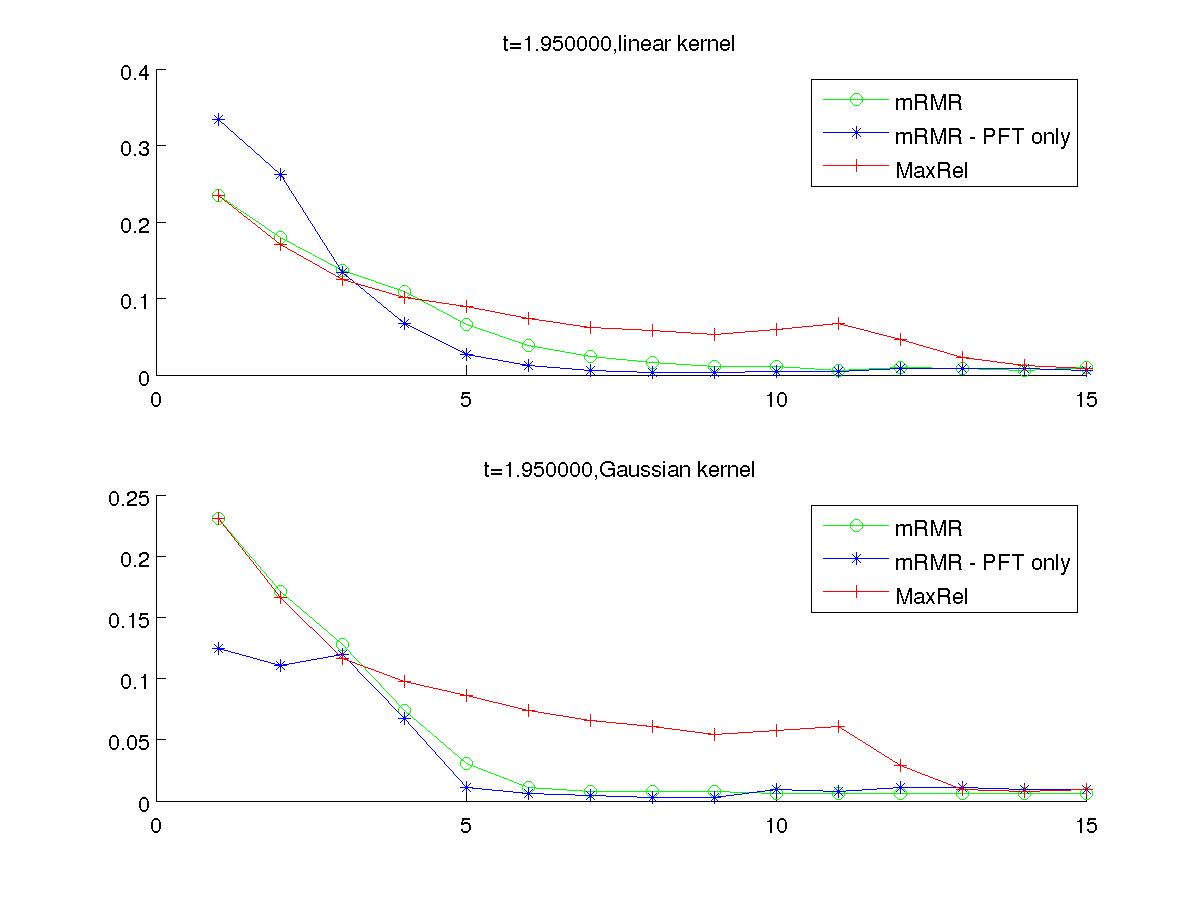 t=1.950000,linear kernel
0.4
0.3
0.2
0.1
0
mRMR
mRMR - PFT only
MaxRel
0 5 10 15
t=1.950000,Gaussian kernel
0.25
0.2
0.15
0.1
0.05
0
mRMR
mRMR - PFT only
MaxRel
0 5 10 15